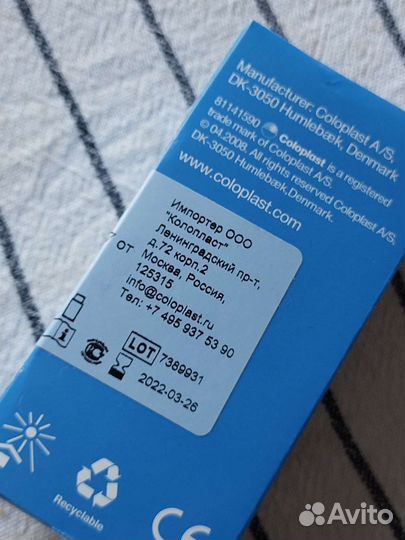 Manufacturer: Coloplast A/S,
DK-3050 Humlebæk, Denmark
81141590 Coloplast is a registered
trade mark of Coloplast A/S,
© 04.2008. All rights reserved Coloplast A/S,
DK-3050 Humlebæk, Denmark.
www.coloplast.com
Импортер ООО
"Колопласт"
Ленинградский пр-т,
д.72 корп.2
Москва, Россия,
125315
info@coloplast.ru
Тел: +7 495 937 53 90
ОТ
LOT 7389931
2022-03-26
Recyclable
CE
Avito